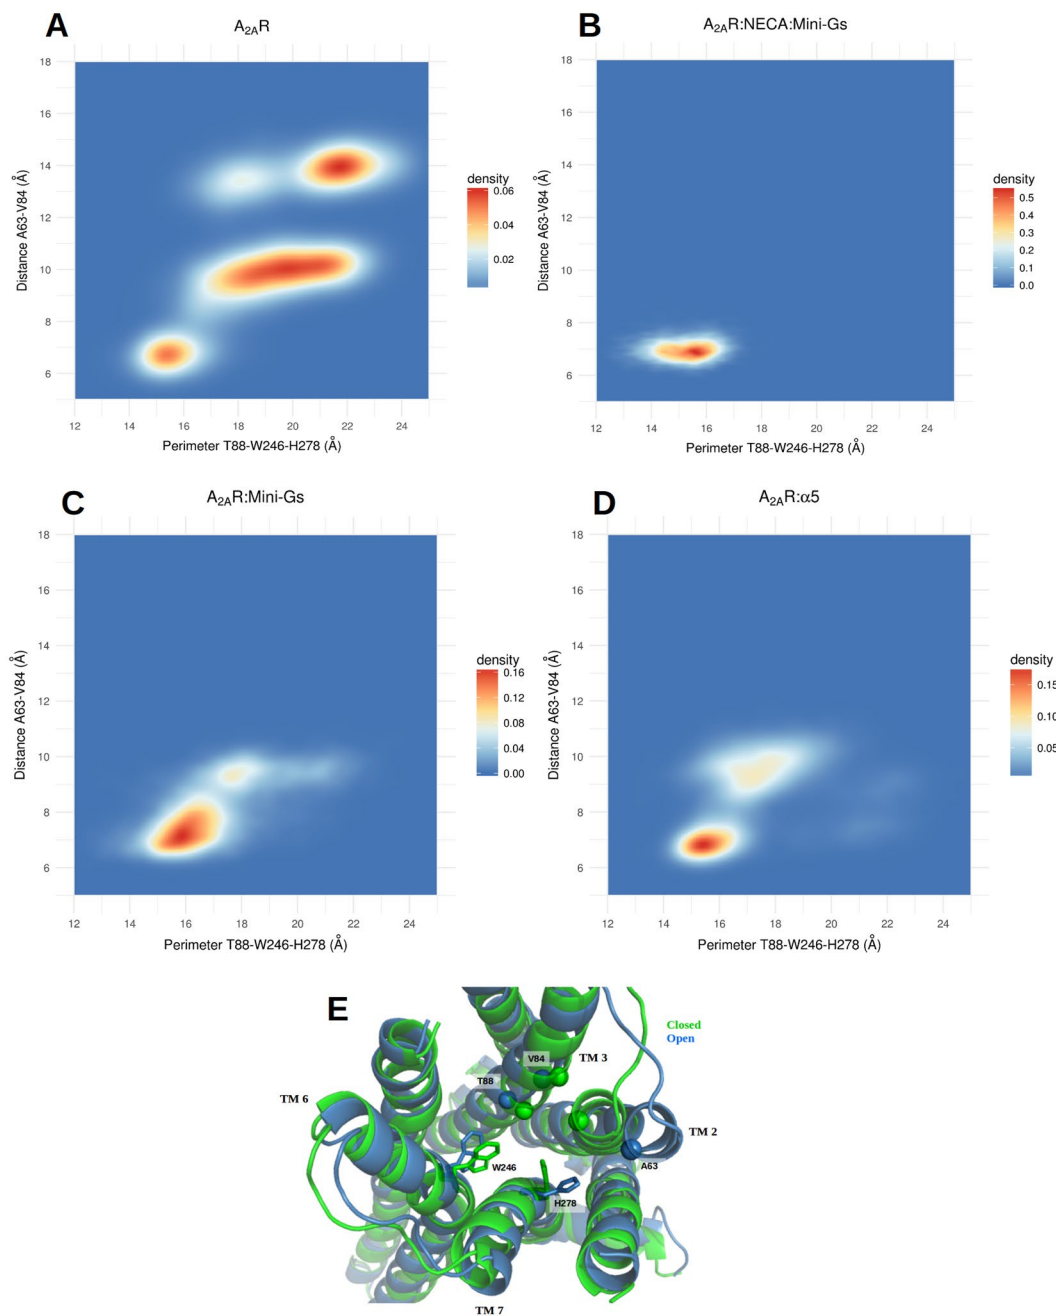 A
A2AR
18
16
14
12
10
8
6
Distance A63-V84 (Å)
12 14 16 18 20 22 24
Perimeter T88-W246-H278 (Å)
density
0.06
0.02
B
A2AR:NECA:Mini-Gs
18
16
14
12
10
8
6
Distance A63-V84 (Å)
12 14 16 18 20 22 24
Perimeter T88-W246-H278 (Å)
density
0.5
0.4
0.3
0.2
0.1
0.0
C
A2AR:Mini-Gs
18
16
14
12
10
8
6
Distance A63-V84 (Å)
12 14 16 18 20 22 24
Perimeter T88-W246-H278 (Å)
density
0.16
0.12
0.08
0.04
0.00
D
A2AR:α5
18
16
14
12
10
8
6
Distance A63-V84 (Å)
12 14 16 18 20 22 24
Perimeter T88-W246-H278 (Å)
density
0.15
0.10
0.05
E
Closed
Open
V84
TM 3
T88
TM 6
TM 2
W246
A63
H278
TM 7